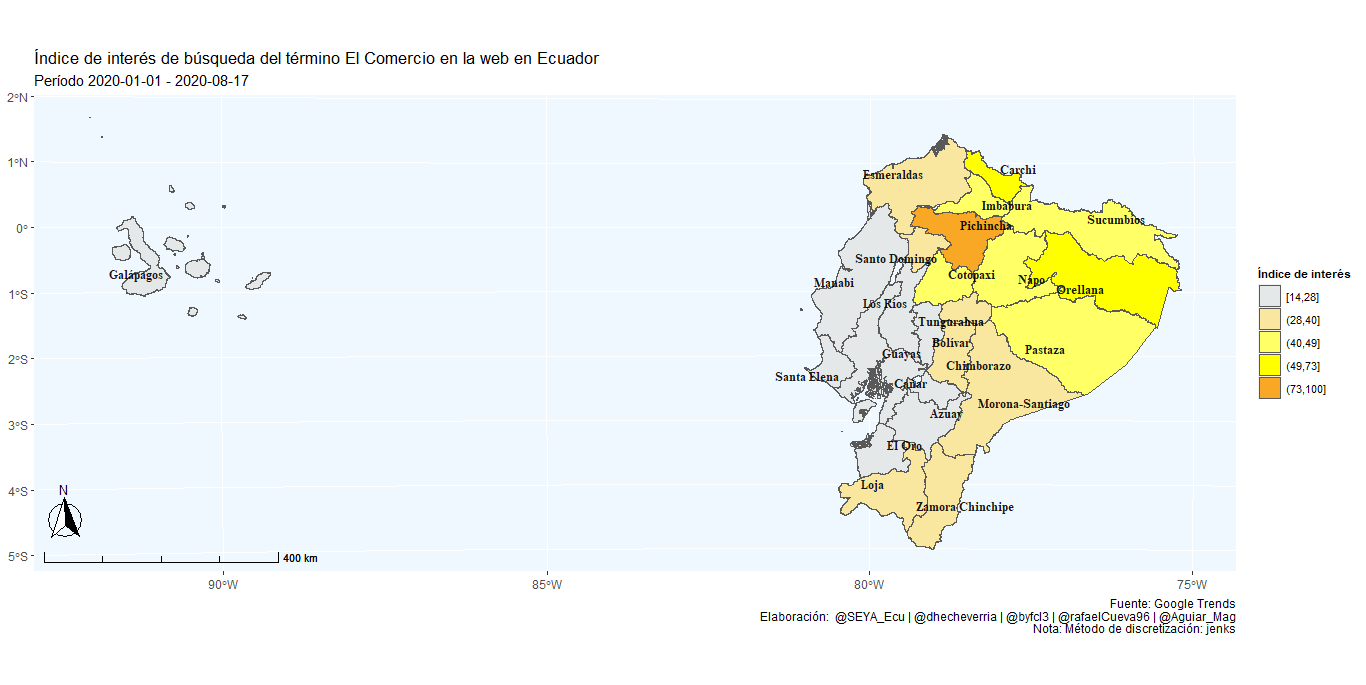 Índice de interés de búsqueda del término El Comercio en la web en Ecuador
Período 2020-01-01 - 2020-08-17
2°N
1°N
0°
1°S
2°S
3°S
4°S
5°S
Esmeraldas
Carchi
Imbabura
Sucumbios
Pichincha
Santo Domingo
Cotopaxi
Napo
Orellana
Galápagos
Manabí
Los Ríos
Tungurahua
Bolívar
Pastaza
Guayas
Chimborazo
Santa Elena
Cañar
Morona-Santiago
Azuay
El Oro
Loja
Zamora Chinchipe
N
400 km
90°W
85°W
80°W
75°W
Índice de interés
[14,28]
(28,40]
(40,49]
(49,73]
(73,100]
Fuente: Google Trends
Elaboración: @SEYA_Ecu | @dhecheverria | @byfcl3 | @rafaelCueva96 | @Aguiar_Mag
Nota: Método de discretización: jenks